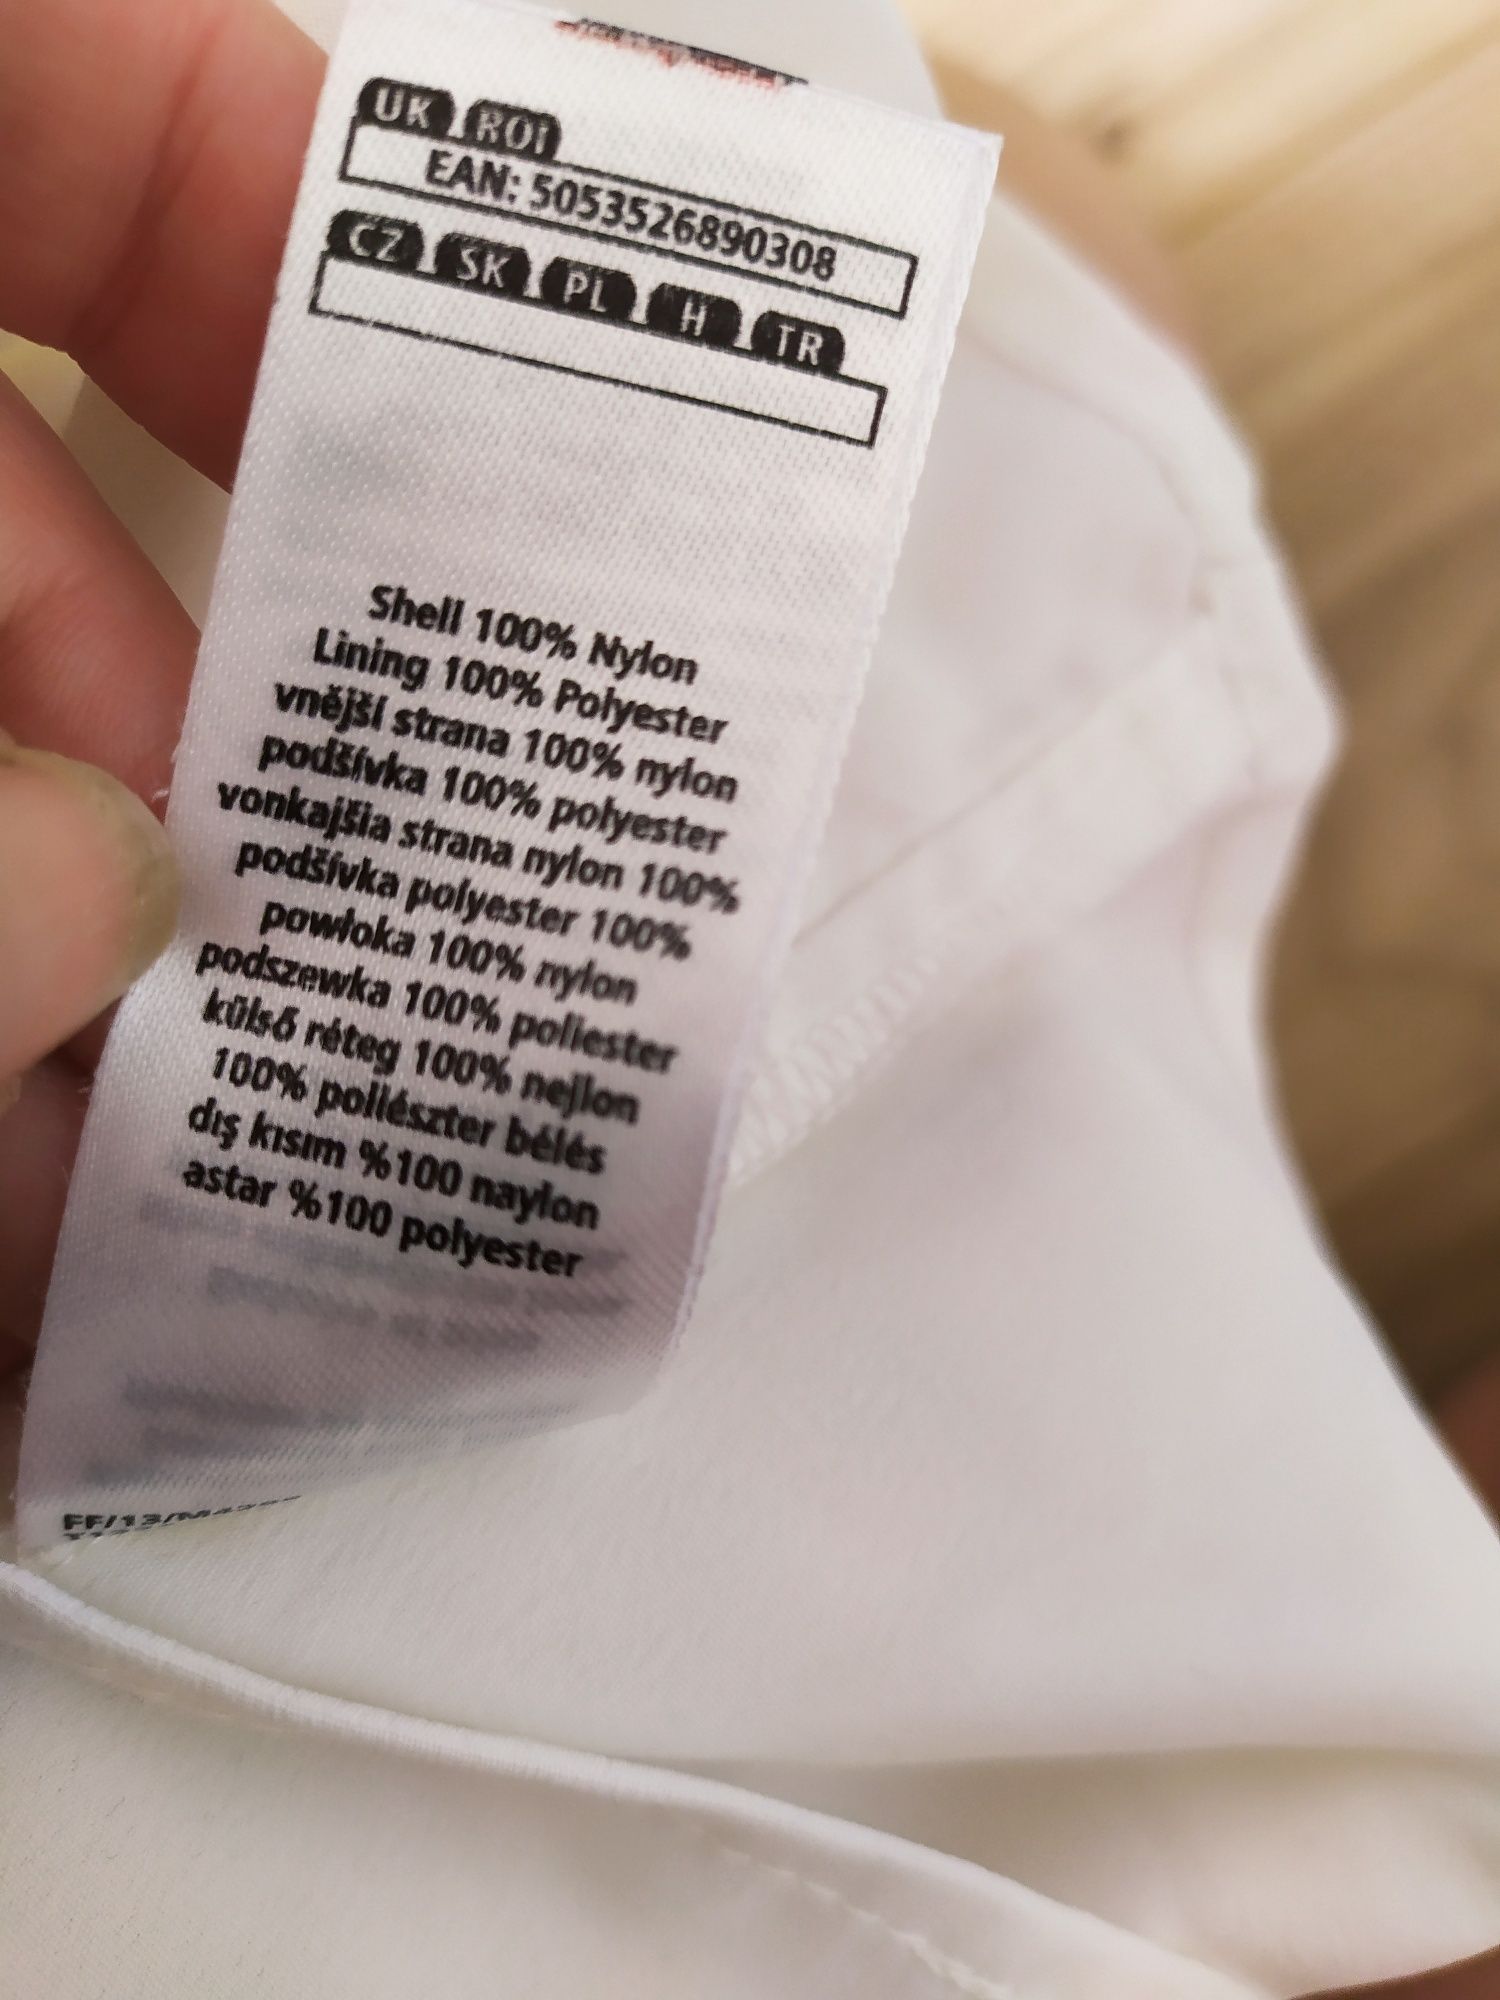 UK ROI
EAN: 5053526890308
CZ SK PL H TR
Shell 100% Nylon
Lining 100% Polyester
vnější strana 100% nylon
podšívka 100% polyester
vonkajšia strana nylon 100%
podšívka polyester 100%
powłoka 100% nylon
podszewka 100% poliester
külső réteg 100% nejlon
100% poliészter bélés
dış kısım %100 naylon
astar %100 polyester